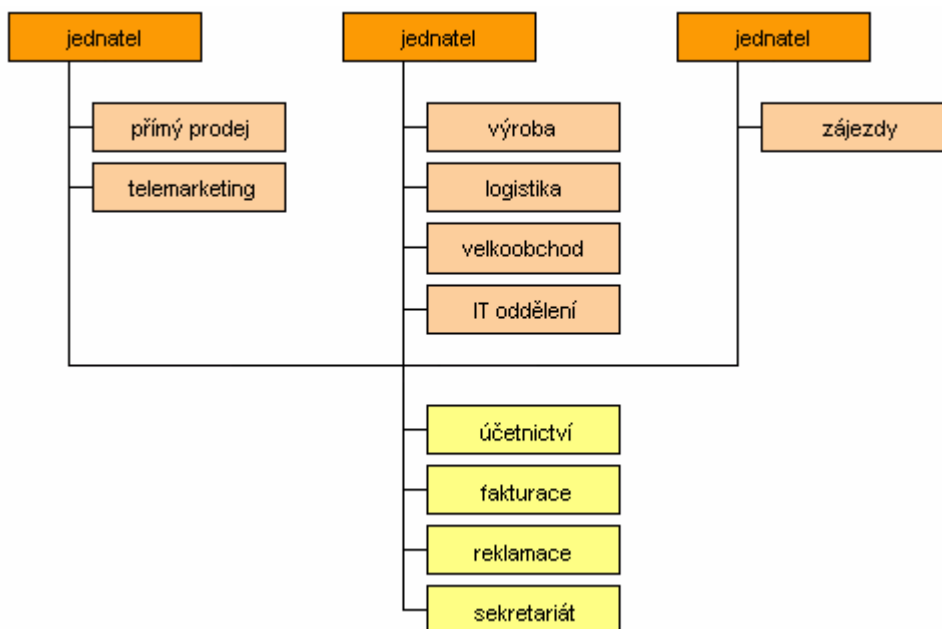 jednatel
jednatel
jednatel
přímý prodej
výroba
zájezdy
telemarketing
logistika
velkoobchod
IT oddělení
účetnictví
fakturace
reklamace
sekretariát